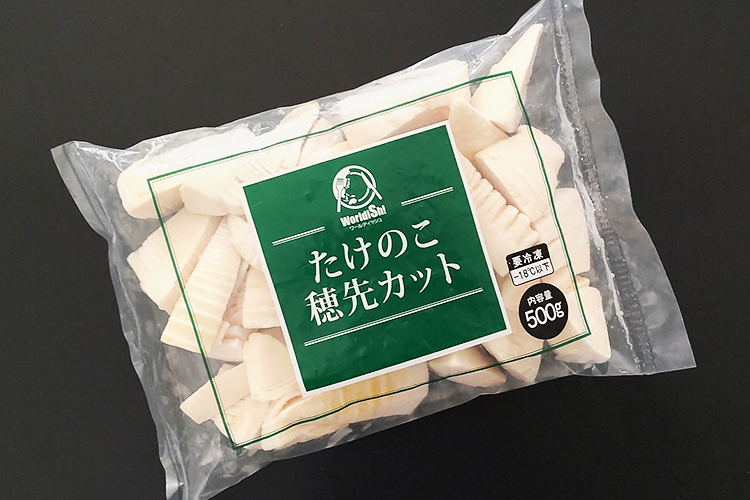 WorldiSh!
ワールディッシュ
たけのこ
穂先カット
要冷凍
-18℃以下
内容量
500g